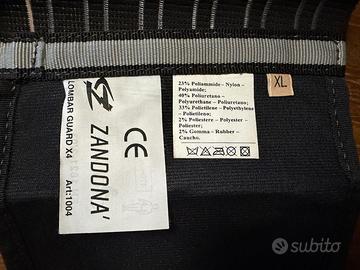 ZANDONA'
LOMBAR GUARD X4
Art:1004
CE
23% Poliammide – Nylon –
Polyamide;
40% Poliuretano –
Polyurethane – Poliuretano;
33% Polietilene – Polyethylene
– Polietileno;
2% Poliestere – Polyester –
Poliester;
2% Gomma – Rubber –
Caucho.
XL
subito